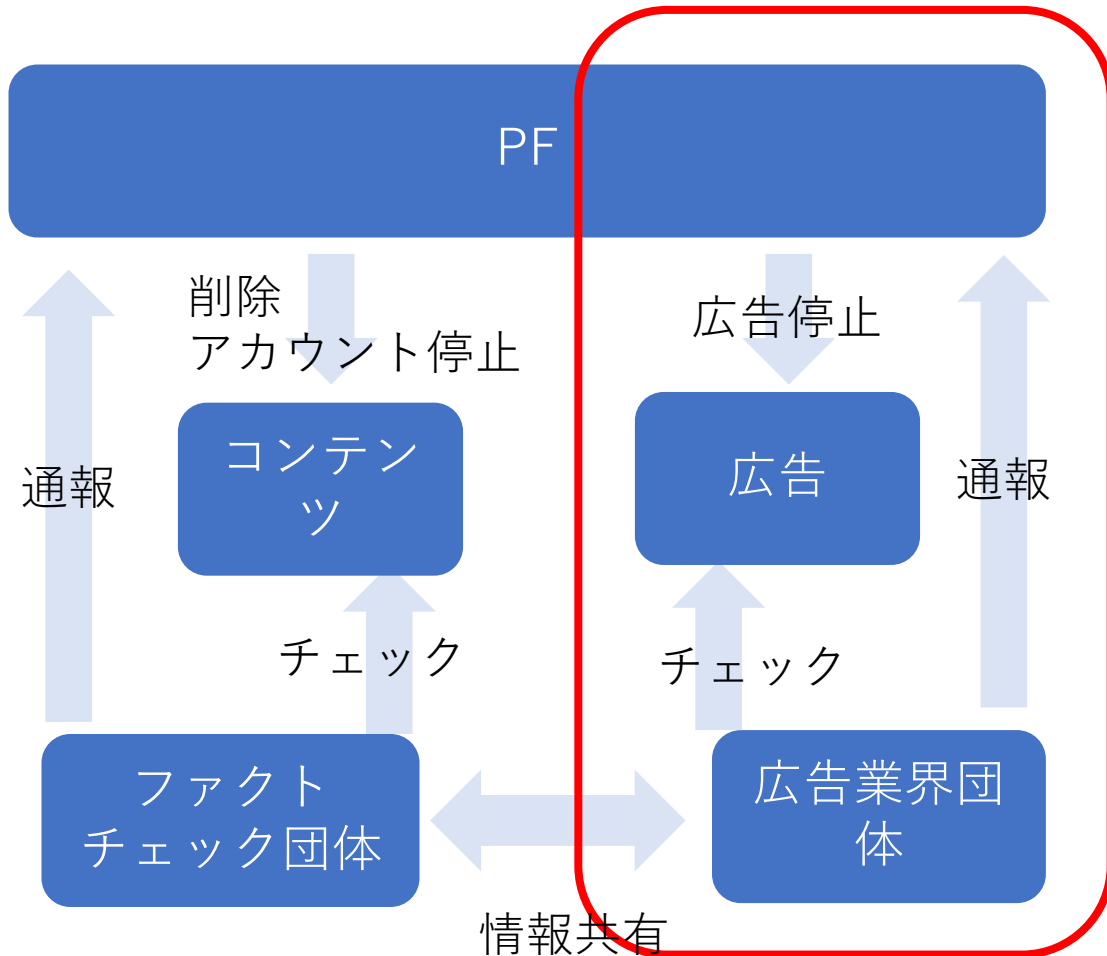 PF
削除
アカウント停止
広告停止
コンテン
ツ
広告
通報
通報
チェック
チェック
ファクト
チェック団体
広告業界団
体
情報共有